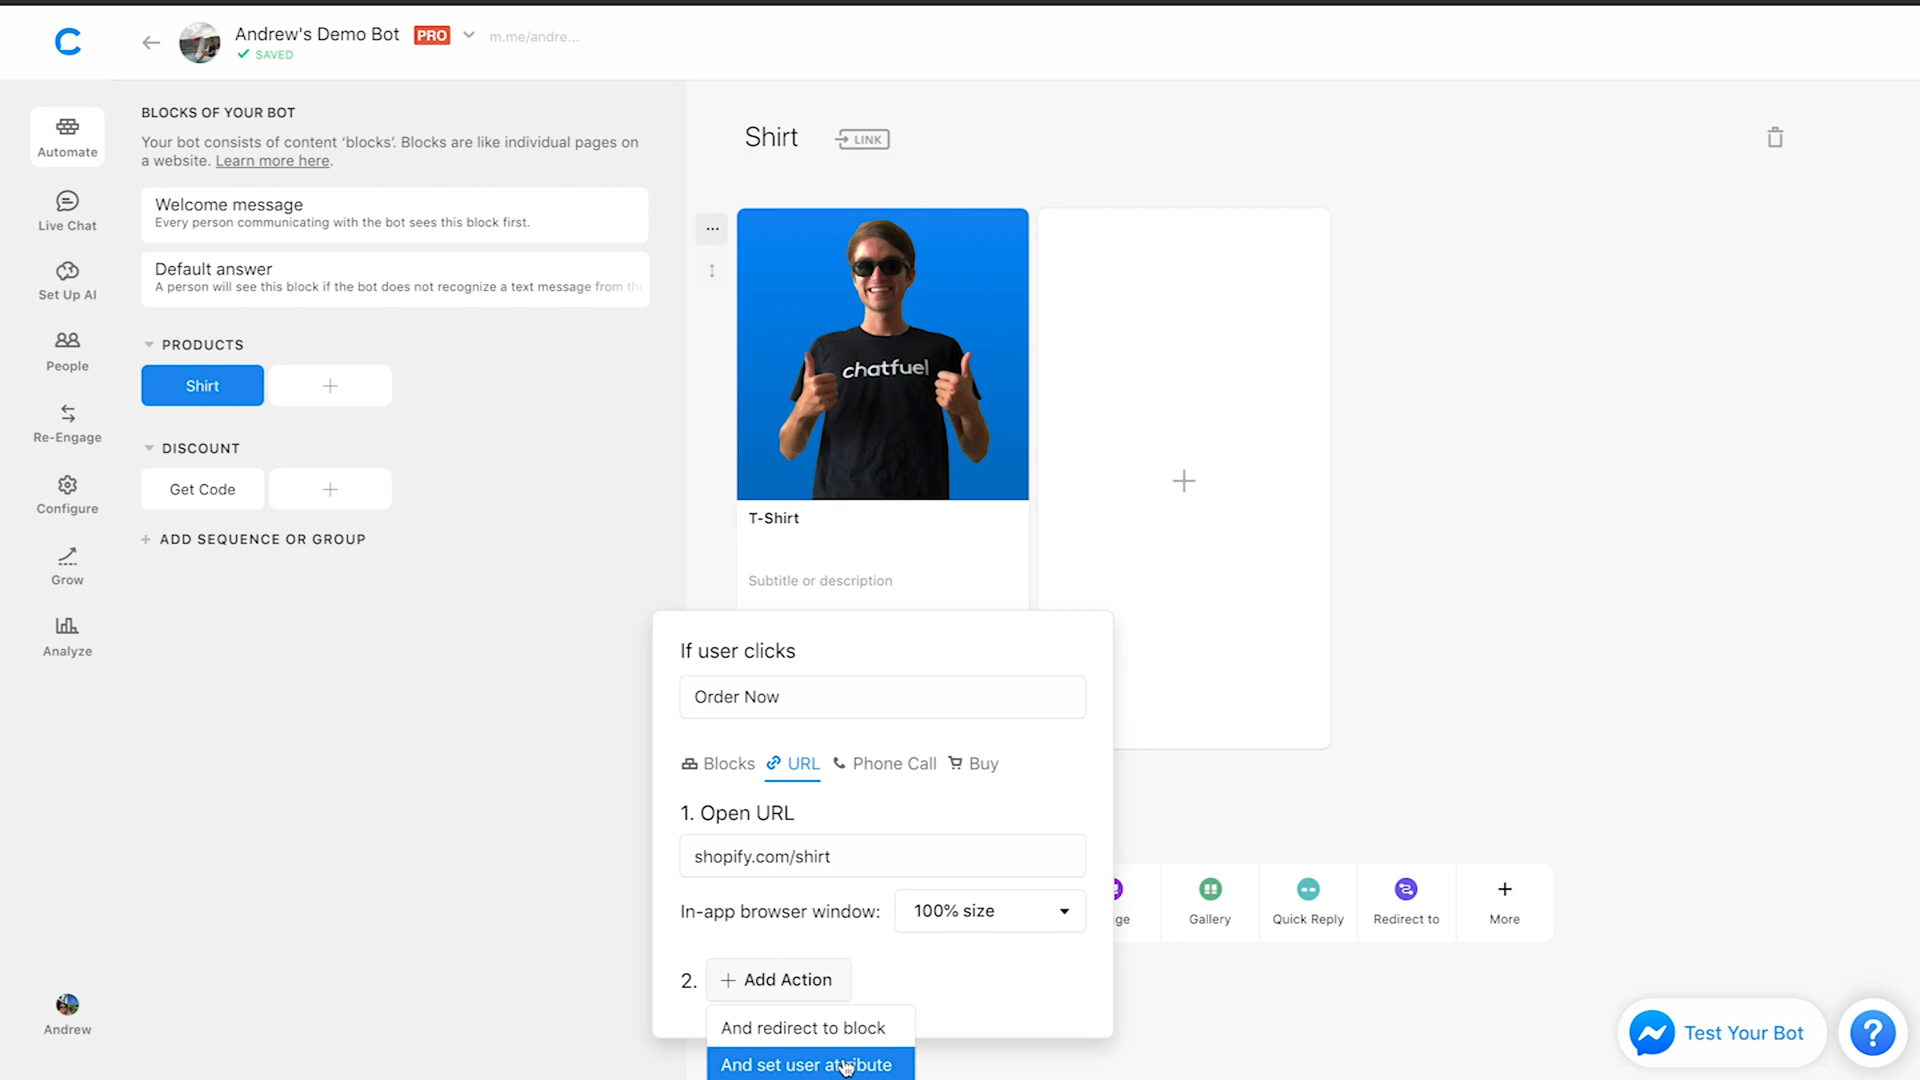 Andrew's Demo Bot PRO m.me/andre...
SAVED
BLOCKS OF YOUR BOT
Your bot consists of content ‘blocks’. Blocks are like individual pages on
a website. Learn more here.
Welcome message
Every person communicating with the bot sees this block first.
Default answer
A person will see this block if the bot does not recognize a text message from the
PRODUCTS
Shirt
DISCOUNT
Get Code
+ ADD SEQUENCE OR GROUP
Automate
Live Chat
Set Up AI
People
Re-Engage
Configure
Grow
Analyze
Andrew
Shirt LINK
chatfuel
T-Shirt
Subtitle or description
If user clicks
Order Now
Blocks URL Phone Call Buy
1. Open URL
shopify.com/shirt
In-app browser window: 100% size
2. + Add Action
And redirect to block
And set user attribute
Gallery
Quick Reply
Redirect to
More
Test Your Bot
?